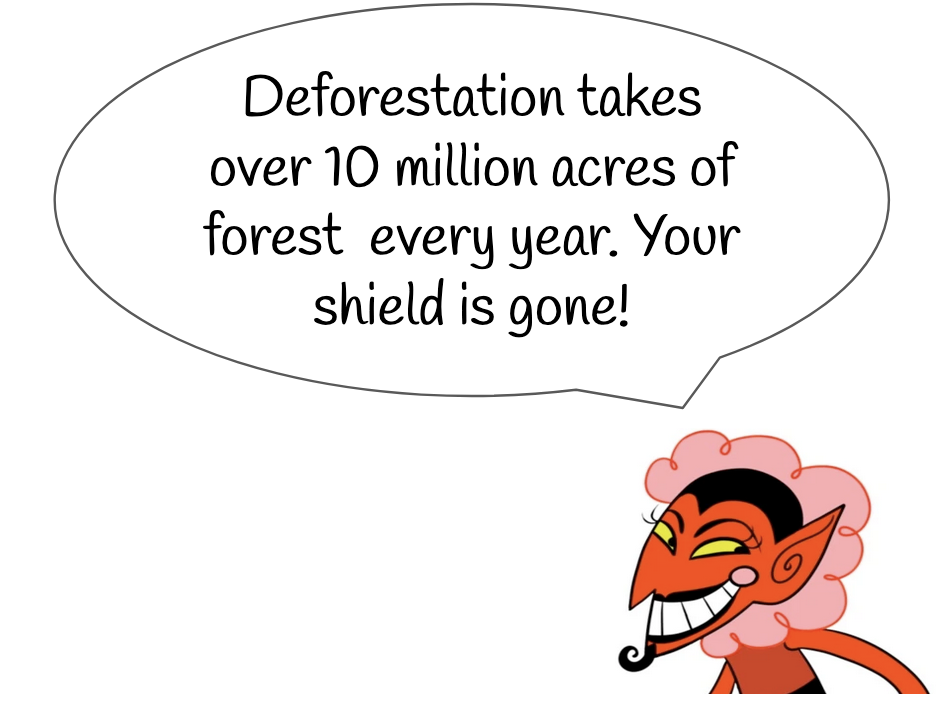 Deforestation takes
over 10 million acres of
forest  every year. Your
shield is gone!